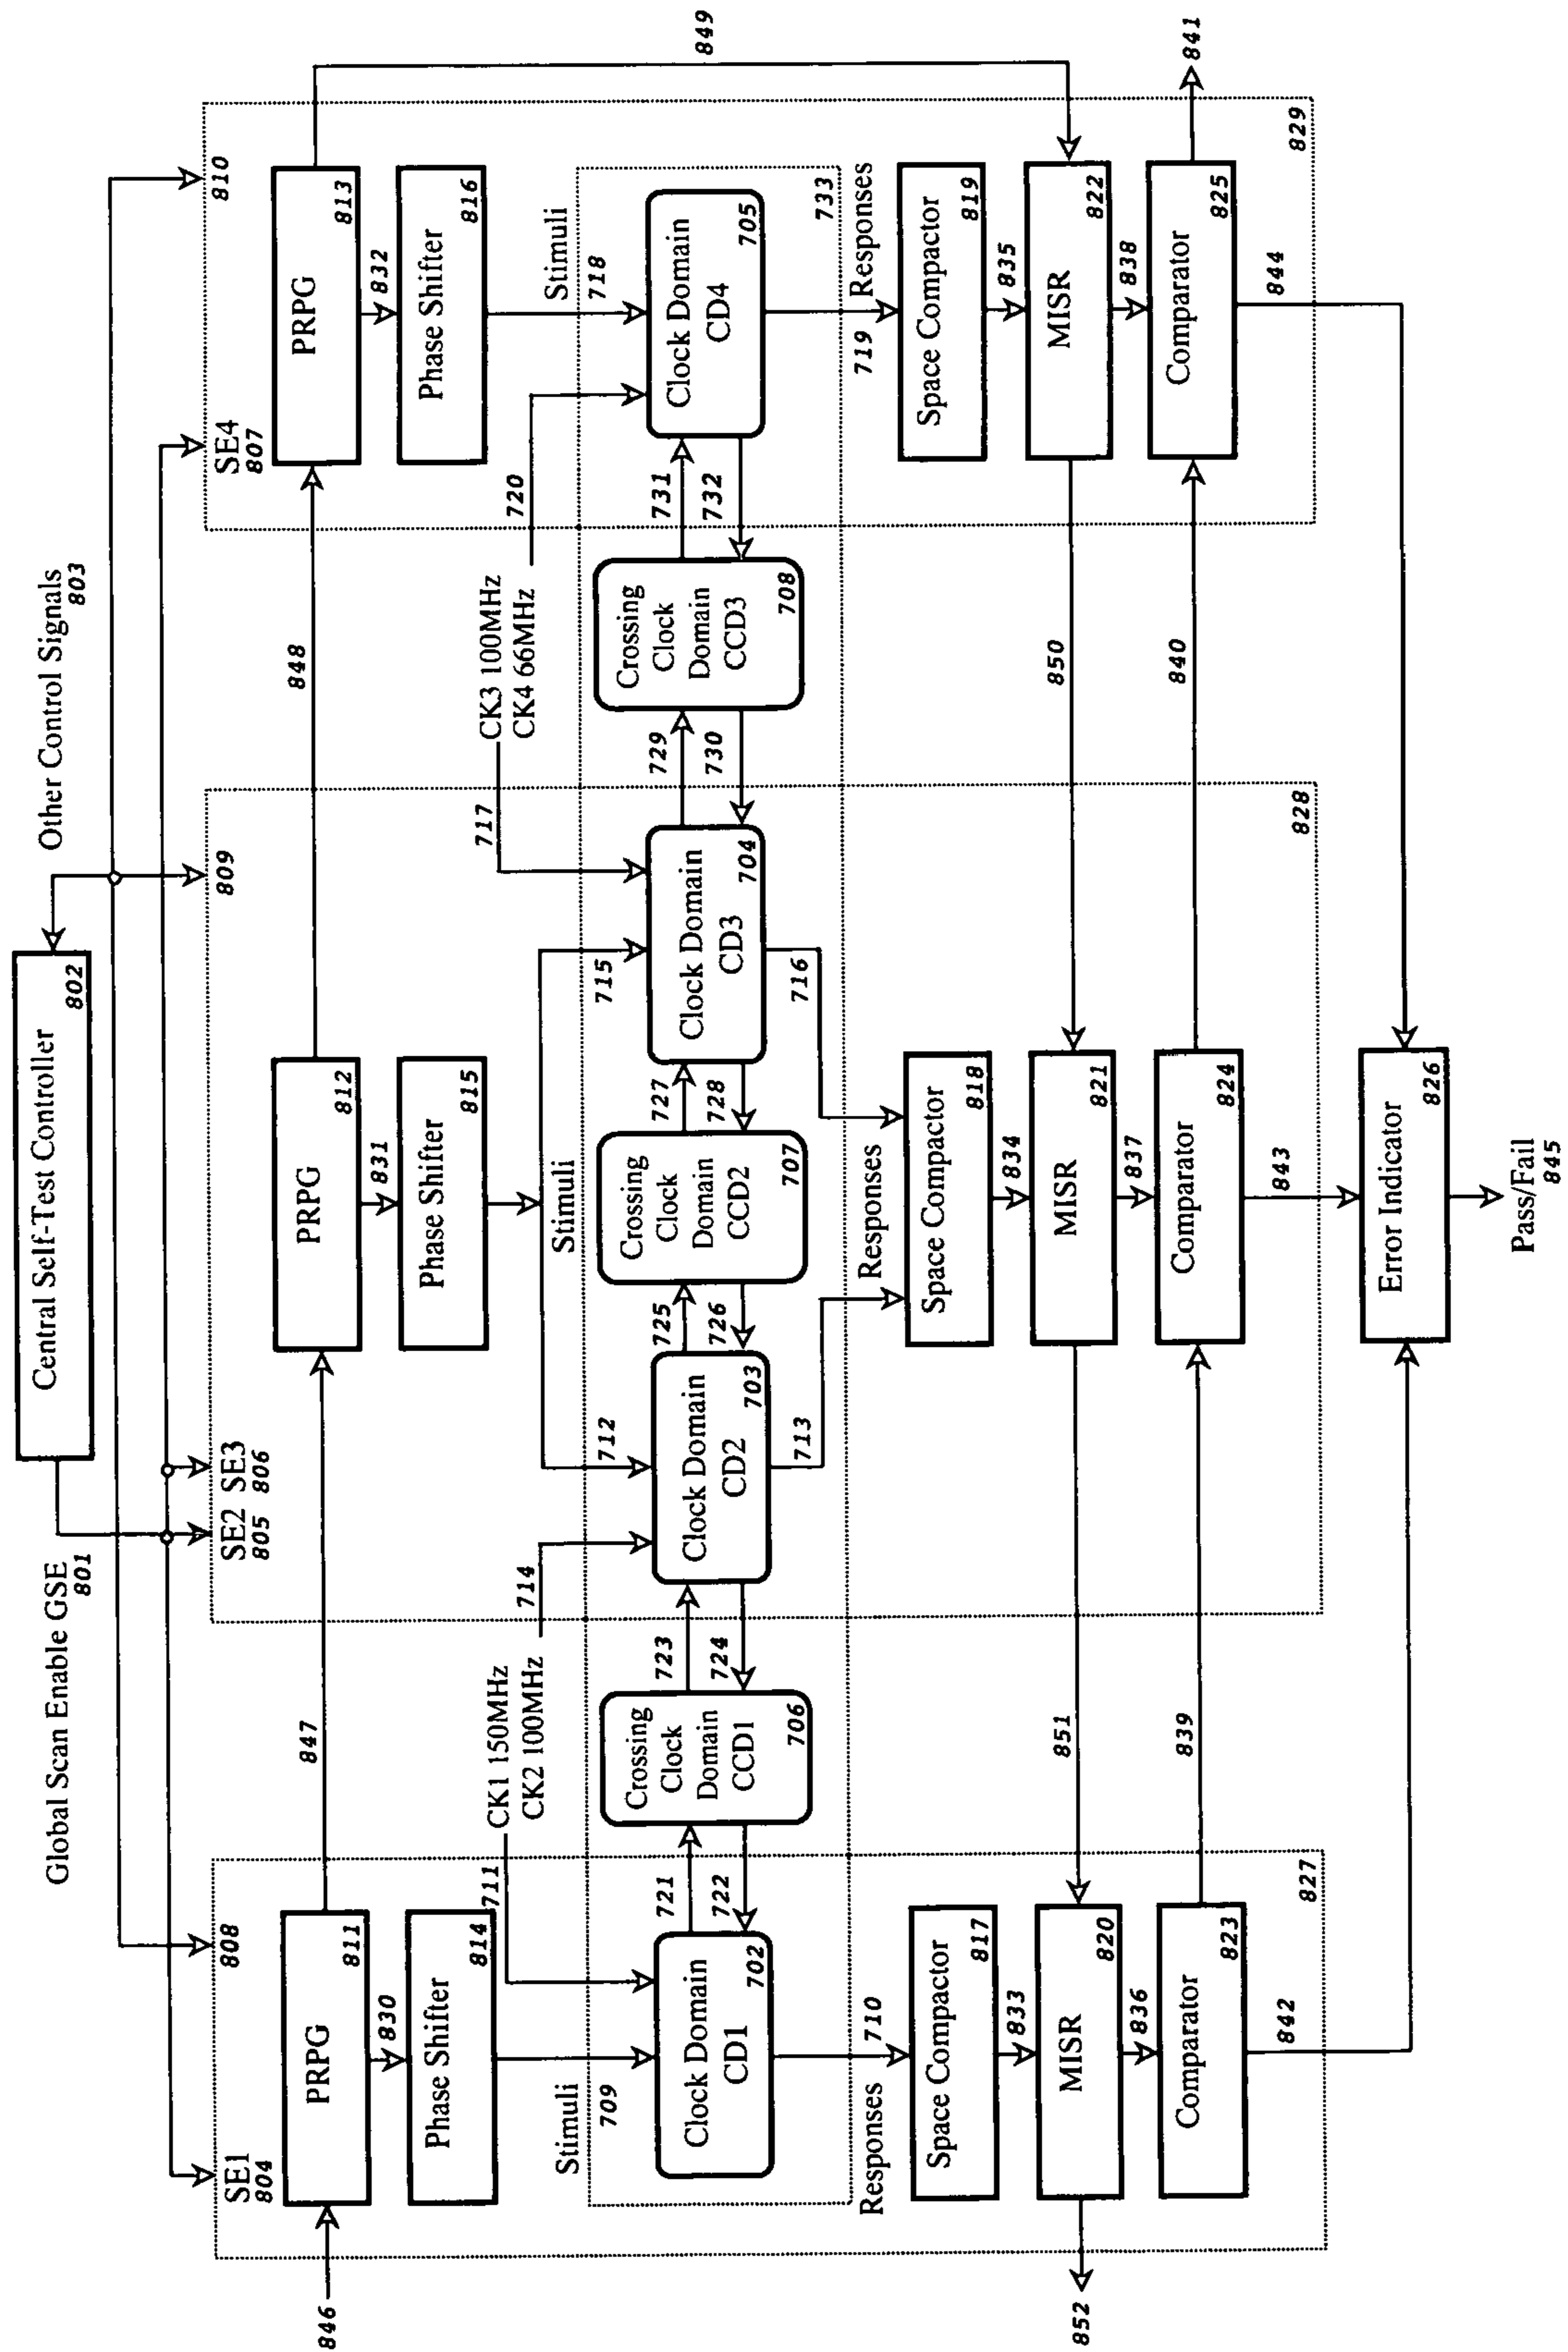 Central Self-Test Controller
802
Global Scan Enable GSE
801
Other Control Signals
803
SE1
804
808
SE2
805
SE3
806
809
SE4
807
810
846
PRPG
811
847
PRPG
812
848
PRPG
813
849
830
831
832
Phase Shifter
814
Phase Shifter
815
Phase Shifter
816
711
CK1 150MHz
CK2 100MHz
714
717
CK3 100MHz
CK4 66MHz
720
Stimuli
709
Stimuli
712
715
Stimuli
718
Clock Domain
CD1
702
721
722
Crossing
Clock
Domain
CCD1
706
723
724
Clock Domain
CD2
703
725
726
Crossing
Clock
Domain
CCD2
707
727
728
Clock Domain
CD3
704
729
730
Crossing
Clock
Domain
CCD3
708
731
732
Clock Domain
CD4
705
733
Responses
710
713
Responses
716
719
Responses
Space Compactor
817
Space Compactor
818
Space Compactor
819
833
834
835
852
MISR
820
851
MISR
821
850
MISR
822
836
837
838
Comparator
823
839
Comparator
824
840
Comparator
825
841
827
828
829
842
843
844
Error Indicator
826
Pass/Fail
845